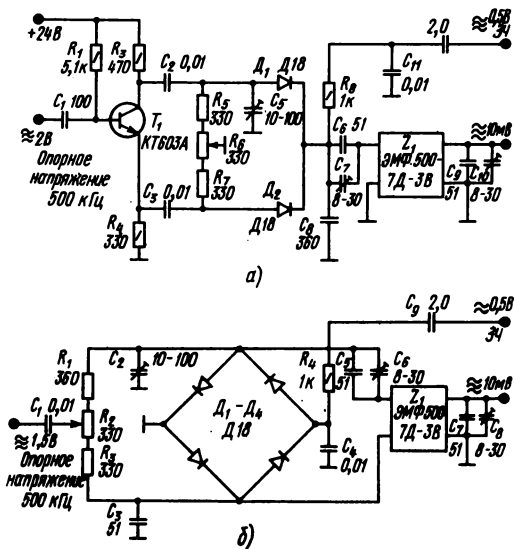 +24В
R₁
5,1к
R₃
470
C₂ 0,01
Д₁ Д18
2,0
≈0,5В
ЗЧ
C₁₁
0,01
R₈
1к
C₁ 100
≈2В
Опорное
напряжение
500 кГц
T₁
КТ603А
R₅
330
C₅
10-100
R₆
330
R₇
330
C₃ 0,01
Д₂
Д18
R₄
330
C₆ 51
C₇
8-30
C₈
360
Z₁
ЭМФ 500-
7Д-3В
≈10мВ
C₉
51
C₁₀
8-30
а)
C₉ 2,0
≈0,5В
ЗЧ
R₁
360
C₂
10-100
R₄
1к
C₅
51
C₆
8-30
C₁ 0,01
R₂
330
≈1,5В
Опорное
напряжение
500 кГц
R₃
330
Д₁-Д₄
Д18
C₄
0,01
Z₁
ЭМФ500
7Д-3В
≈10мВ
C₇
51
C₈
8-30
C₃
51
б)